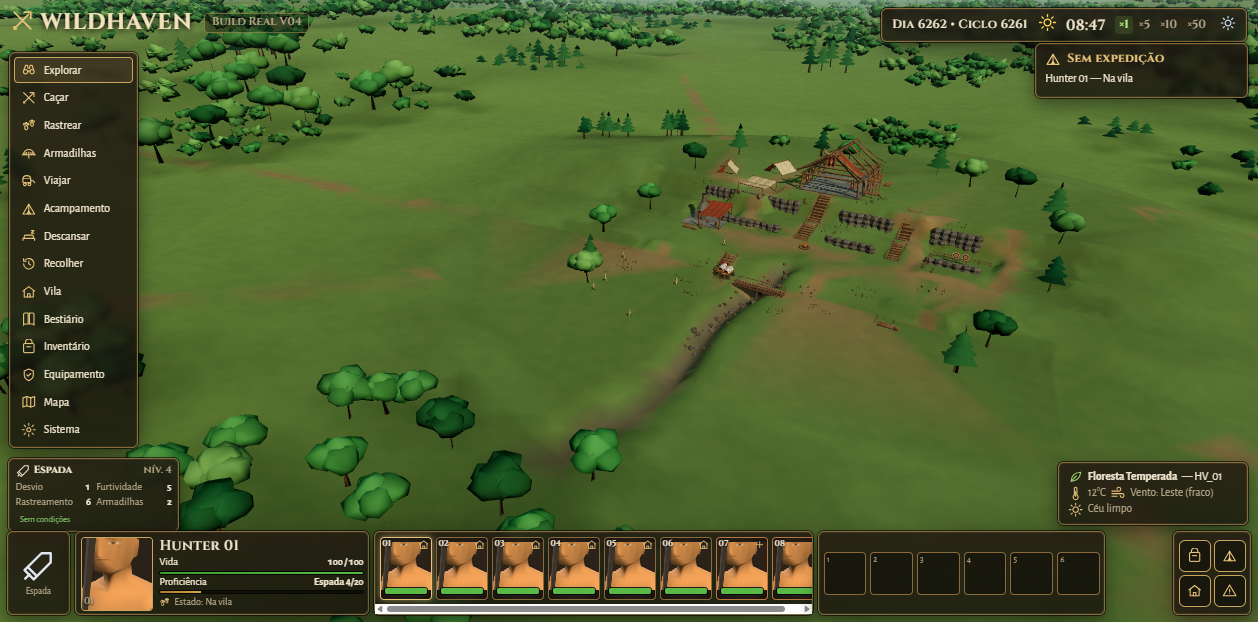 WILDHAVEN
BUILD REAL V04
DIA 6262 • CICLO 6261
08:47
×1 ×5 ×10 ×50
SEM EXPEDIÇÃO
Hunter 01 — Na vila
Explorar
Caçar
Rastrear
Armadilhas
Viajar
Acampamento
Descansar
Recolher
Vila
Bestiário
Inventário
Equipamento
Mapa
Sistema
ESPADA NÍV. 4
Desvio 1 Furtividade 5
Rastreamento 6 Armadilhas 2
Sem condições
Floresta Temperada — HV_01
12°C Vento: Leste (fraco)
Céu limpo
Espada
01
HUNTER 01
Vida 100/100
Proficiência Espada 4/20
Estado: Na vila
01 02 03 04 05 06 07 08
1 2 3 4 5 6